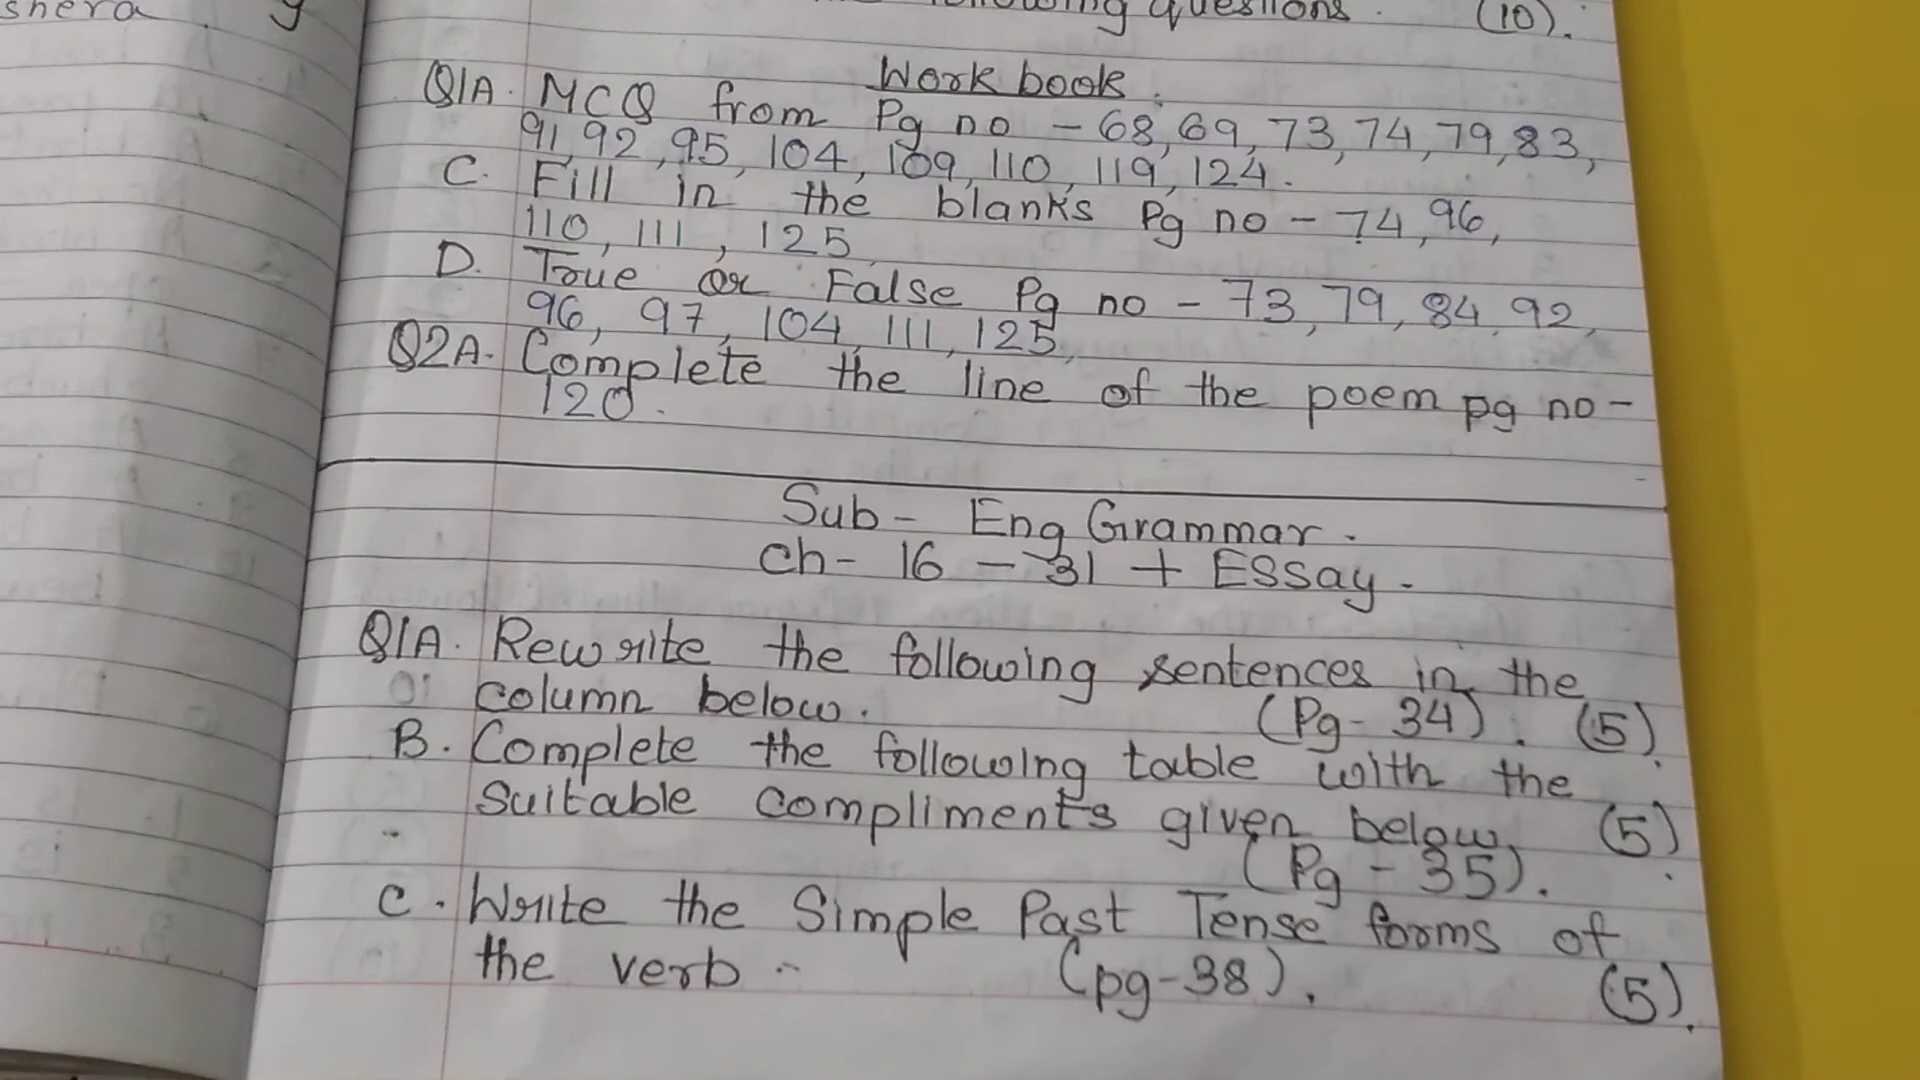 shera
following questions. (10).
Work book.
Q1A. MCQ from Pg no - 68, 69, 73, 74, 79, 83,
91, 92, 95, 104, 109, 110, 119, 124.
C. Fill in the blanks Pg no - 74, 96,
110, 111, 125
D. True or False Pg no - 73, 79, 84, 92,
96, 97, 104, 111, 125,
Q2A. Complete the line of the poem pg no-
120.
Sub- Eng Grammar.
Ch- 16 - 31 + Essay.
Q1A. Rewrite the following sentences in the
column below. (Pg- 34). (5).
B. Complete the following table with the
Suitable compliments given below. (5).
(Pg - 35).
C. Write the Simple Past Tense forms of
the verb - (pg-38). (5).